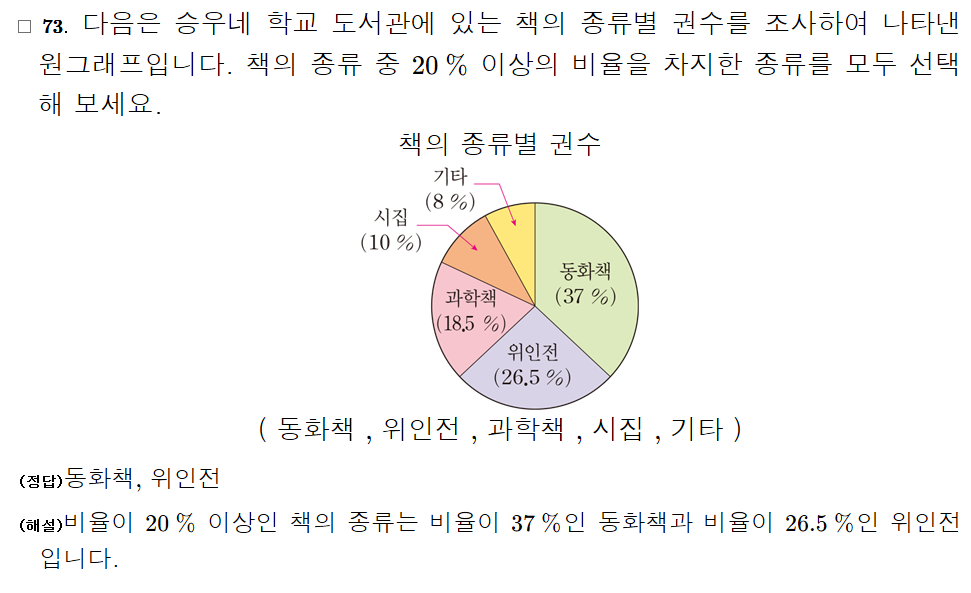 □ 73. 다음은 승우네 학교 도서관에 있는 책의 종류별 권수를 조사하여 나타낸
원그래프입니다. 책의 종류 중 20 % 이상의 비율을 차지한 종류를 모두 선택
해 보세요.
책의 종류별 권수
기타
(8 %)
시집
(10 %)
동화책
(37 %)
과학책
(18.5 %)
위인전
(26.5 %)
( 동화책 , 위인전 , 과학책 , 시집 , 기타 )
(정답)동화책, 위인전
(해설)비율이 20 % 이상인 책의 종류는 비율이 37 %인 동화책과 비율이 26.5 %인 위인전
입니다.